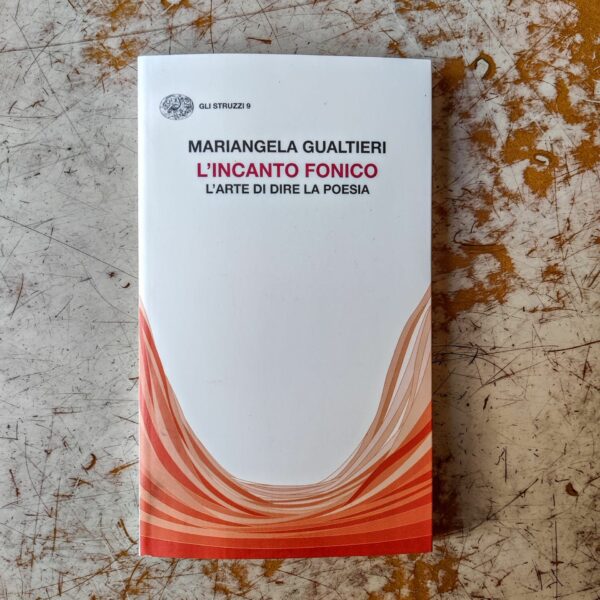 GLI STRUZZI 9
MARIANGELA GUALTIERI
L'INCANTO FONICO
L'ARTE DI DIRE LA POESIA